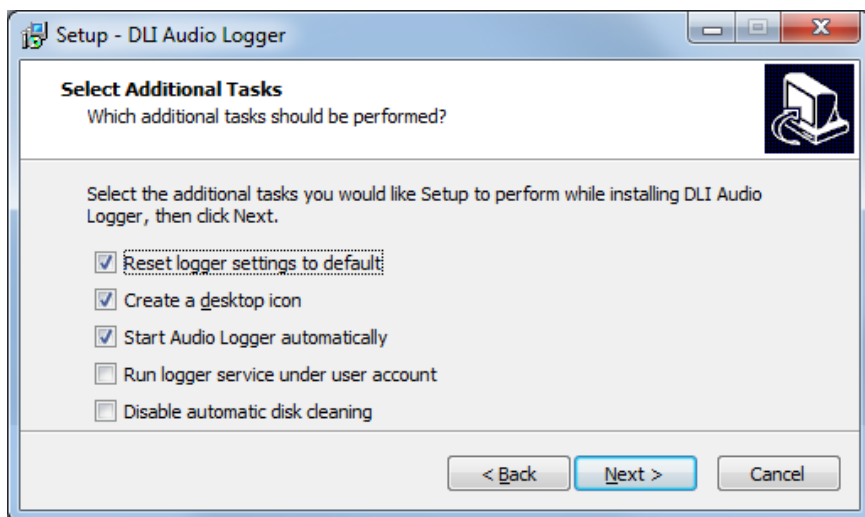 Setup - DLI Audio Logger
Select Additional Tasks
Which additional tasks should be performed?
Select the additional tasks you would like Setup to perform while installing DLI Audio
Logger, then click Next.
Reset logger settings to default
Create a desktop icon
Start Audio Logger automatically
Run logger service under user account
Disable automatic disk cleaning
< Back
Next >
Cancel